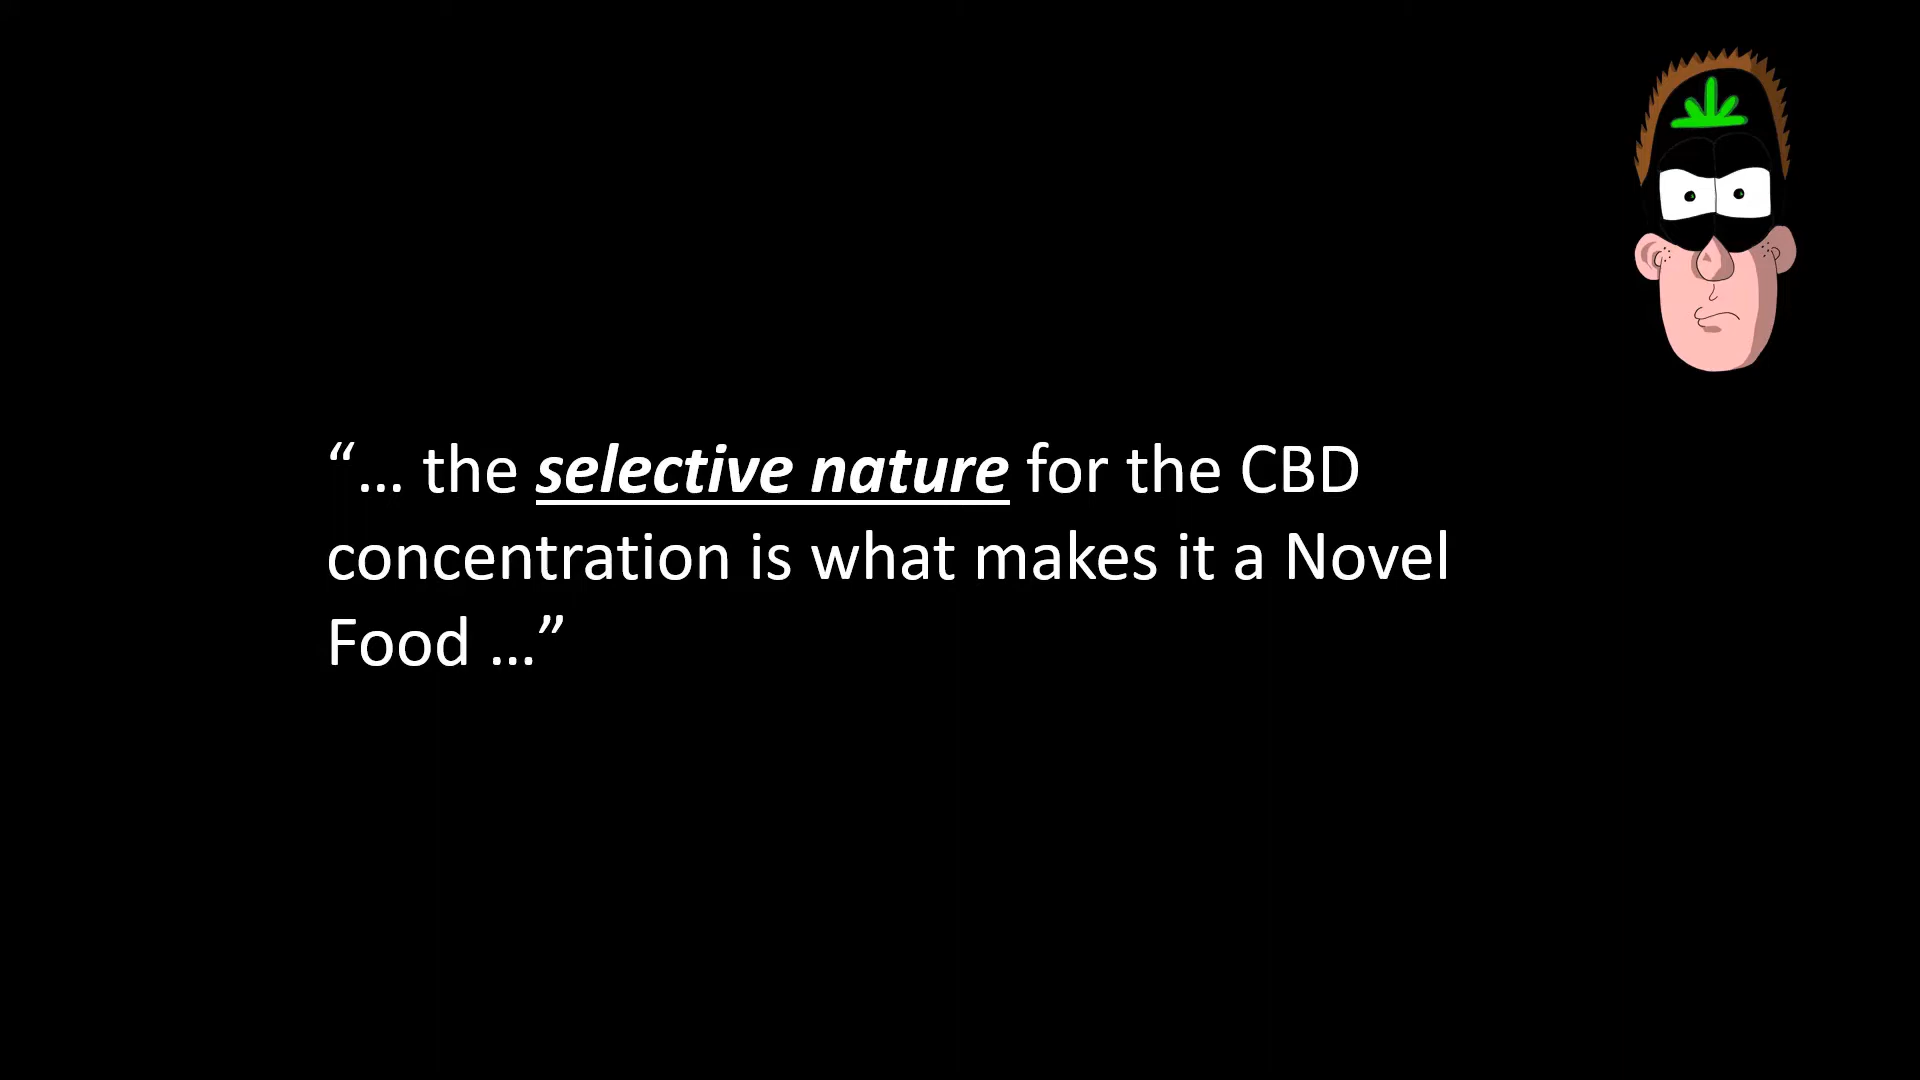 “… the selective nature for the CBD
concentration is what makes it a Novel
Food …”